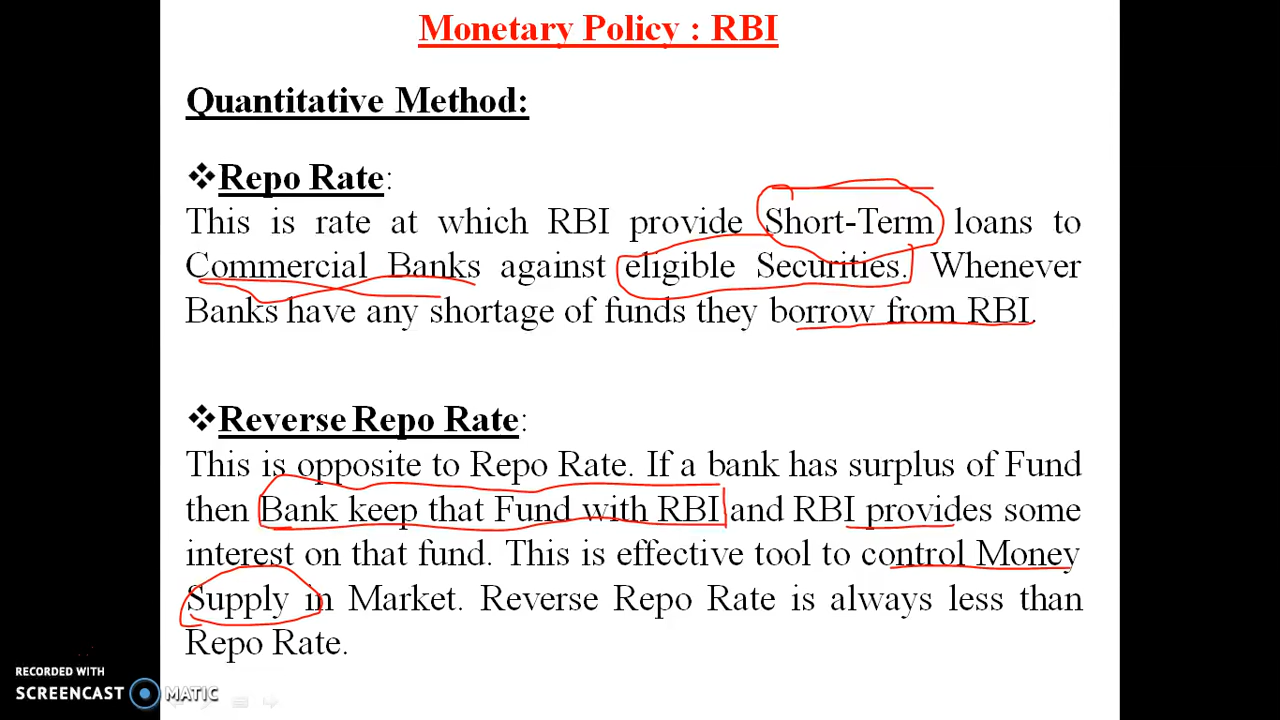 Monetary Policy : RBI
Quantitative Method:
❖Repo Rate:
This is rate at which RBI provide Short-Term loans to
Commercial Banks against eligible Securities. Whenever
Banks have any shortage of funds they borrow from RBI.
❖Reverse Repo Rate:
This is opposite to Repo Rate. If a bank has surplus of Fund
then Bank keep that Fund with RBI and RBI provides some
interest on that fund. This is effective tool to control Money
Supply in Market. Reverse Repo Rate is always less than
Repo Rate.
RECORDED WITH
SCREENCAST MATIC